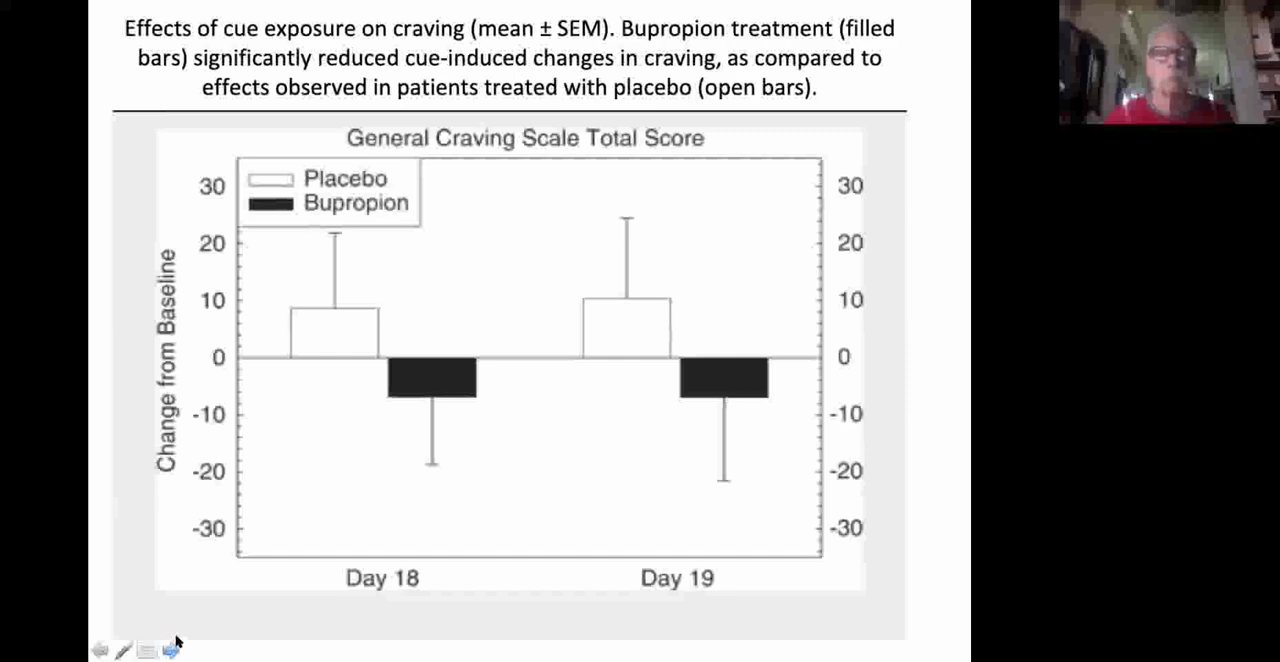 Effects of cue exposure on craving (mean ± SEM). Bupropion treatment (filled
bars) significantly reduced cue-induced changes in craving, as compared to
effects observed in patients treated with placebo (open bars).
General Craving Scale Total Score
Placebo
Bupropion
Change from Baseline
30
20
10
0
-10
-20
-30
30
20
10
0
-10
-20
-30
Day 18
Day 19